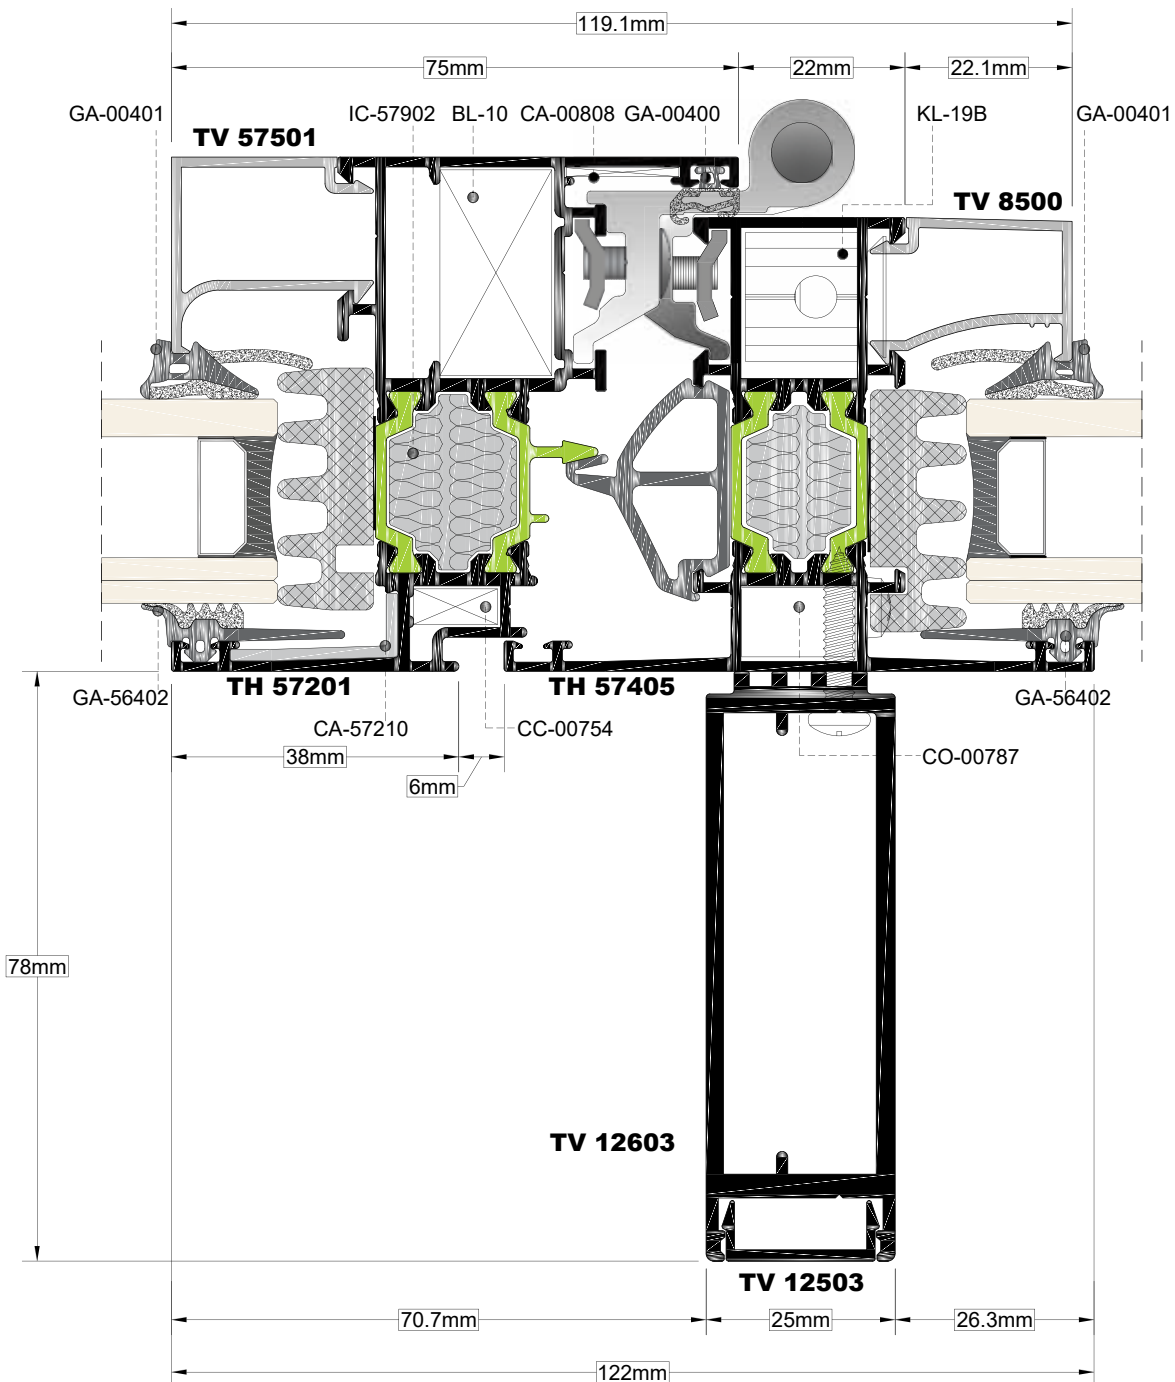 119.1mm
75mm 22mm 22.1mm
GA-00401 IC-57902 BL-10 CA-00808 GA-00400 KL-19B GA-00401
TV 57501
TV 8500
TH 57201 TH 57405
GA-56402 GA-56402
CA-57210 CC-00754
38mm CO-00787
6mm
78mm
TV 12603
TV 12503
70.7mm 25mm 26.3mm
122mm